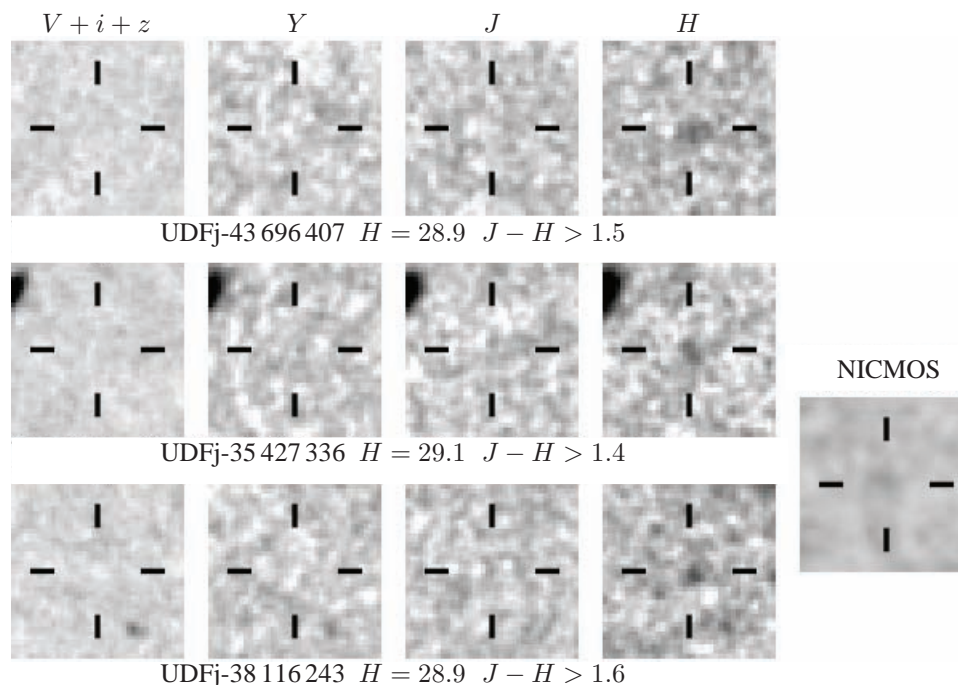 V + i + z Y J H
UDFj-43 696 407 H = 28.9 J − H > 1.5
UDFj-35 427 336 H = 29.1 J − H > 1.4
NICMOS
UDFj-38 116 243 H = 28.9 J − H > 1.6